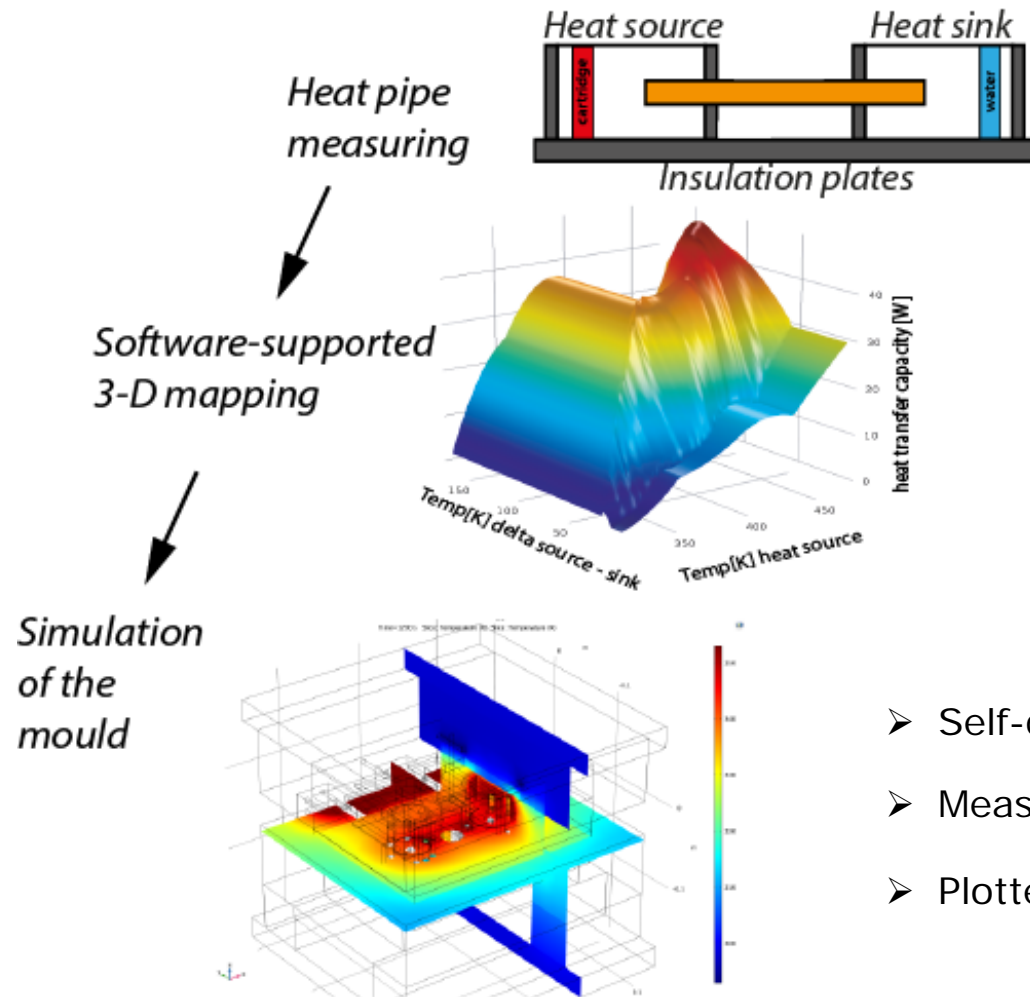 Heat source
Heat sink
Heat pipe
measuring
cartridge
water
Insulation plates
Software-supported
3-D mapping
40
30
20
10
0
heat transfer capacity [W]
150
100
50
Temp[K] delta source - sink
350
400
450
Temp[K] heat source
Simulation
of the
mould
➢ Self-
➢ Meas
➢ Plotte